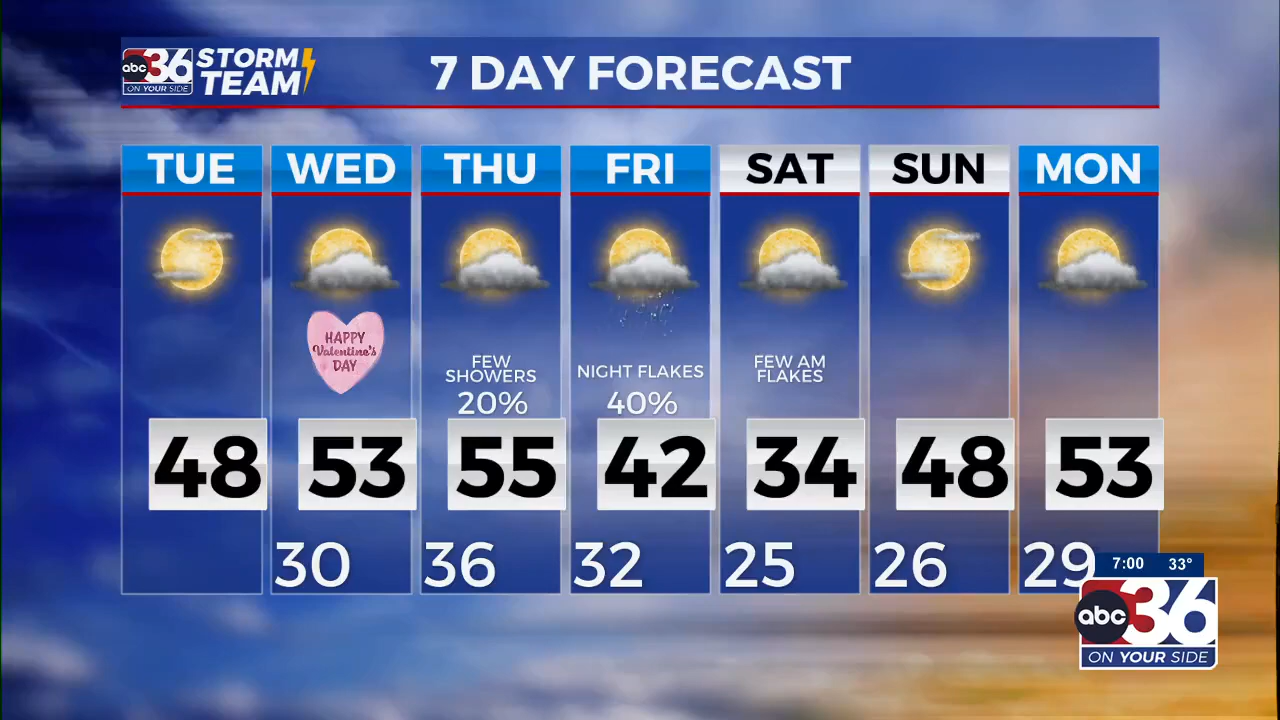 abc 36 STORM
TEAM
ON YOUR SIDE
7 DAY FORECAST
TUE WED THU FRI SAT SUN MON
HAPPY
Valentine's
DAY
FEW
SHOWERS
20%
NIGHT FLAKES
40%
FEW AM
FLAKES
48 53 55 42 34 48 53
30 36 32 25 26 29
7:00 33°
abc 36
ON YOUR SIDE